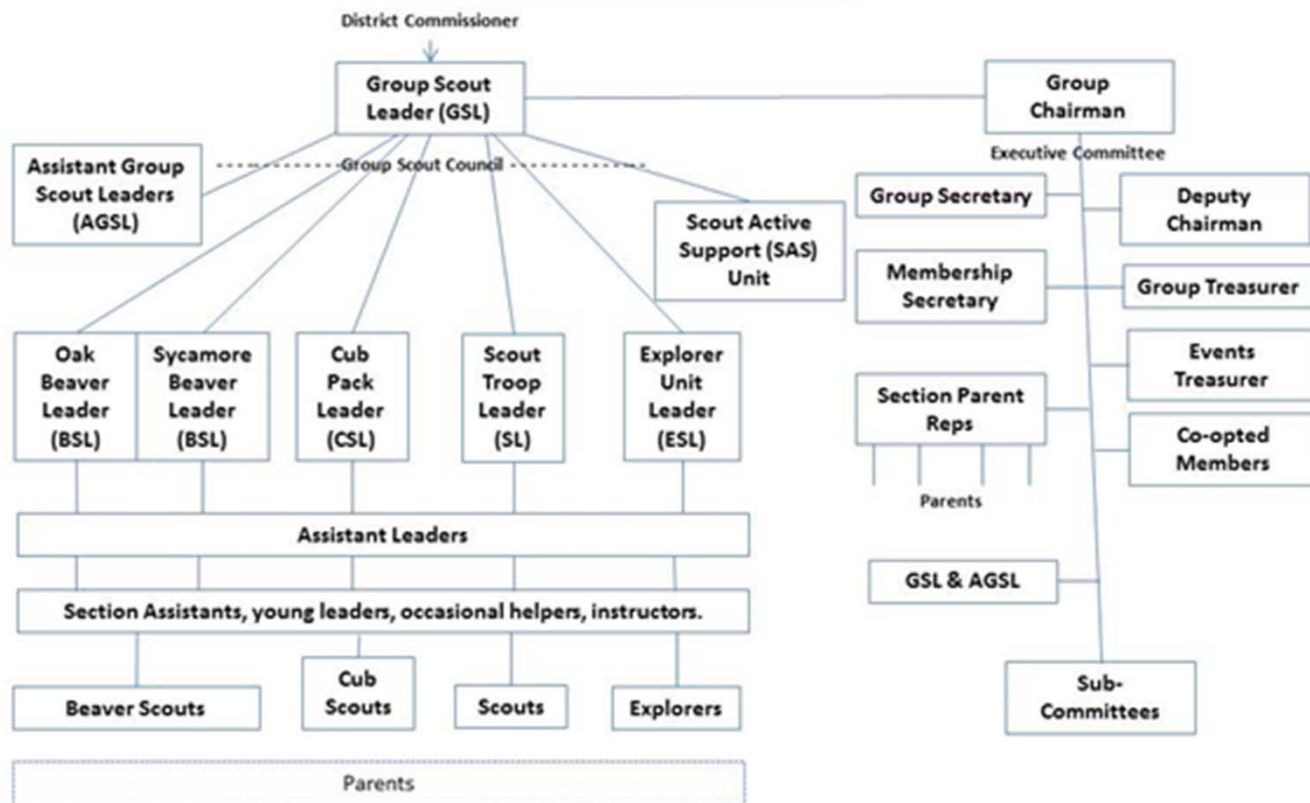 District Commissioner
Group Scout
Leader (GSL)
Group
Chairman
Assistant Group
Scout Leaders
(AGSL)
Group Scout Council
Executive Committee
Group Secretary
Deputy
Chairman
Scout Active
Support (SAS)
Unit
Membership
Secretary
Group Treasurer
Oak
Beaver
Leader
(BSL)
Sycamore
Beaver
Leader
(BSL)
Cub
Pack
Leader
(CSL)
Scout
Troop
Leader
(SL)
Explorer
Unit
Leader
(ESL)
Events
Treasurer
Section Parent
Reps
Co-opted
Members
Parents
Assistant Leaders
GSL & AGSL
Section Assistants, young leaders, occasional helpers, instructors.
Beaver Scouts
Cub
Scouts
Scouts
Explorers
Sub-
Committees
Parents